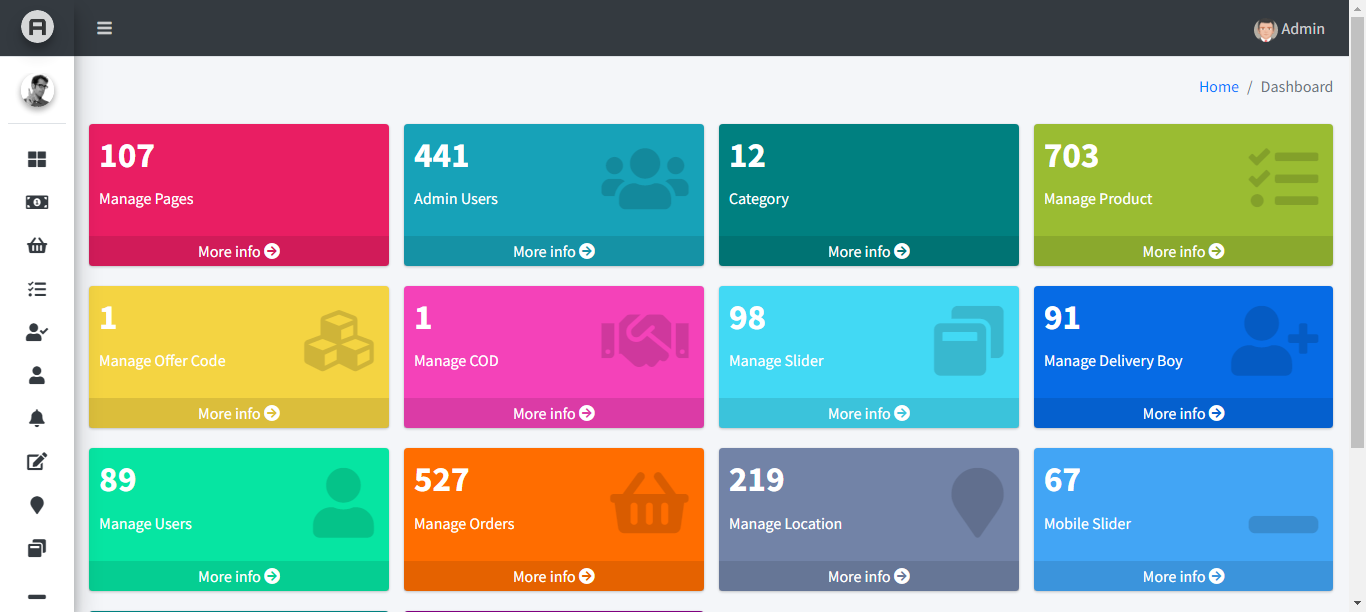 Admin
Home / Dashboard
107
Manage Pages
More info
441
Admin Users
More info
12
Category
More info
703
Manage Product
More info
1
Manage Offer Code
More info
1
Manage COD
More info
98
Manage Slider
More info
91
Manage Delivery Boy
More info
89
Manage Users
More info
527
Manage Orders
More info
219
Manage Location
More info
67
Mobile Slider
More info